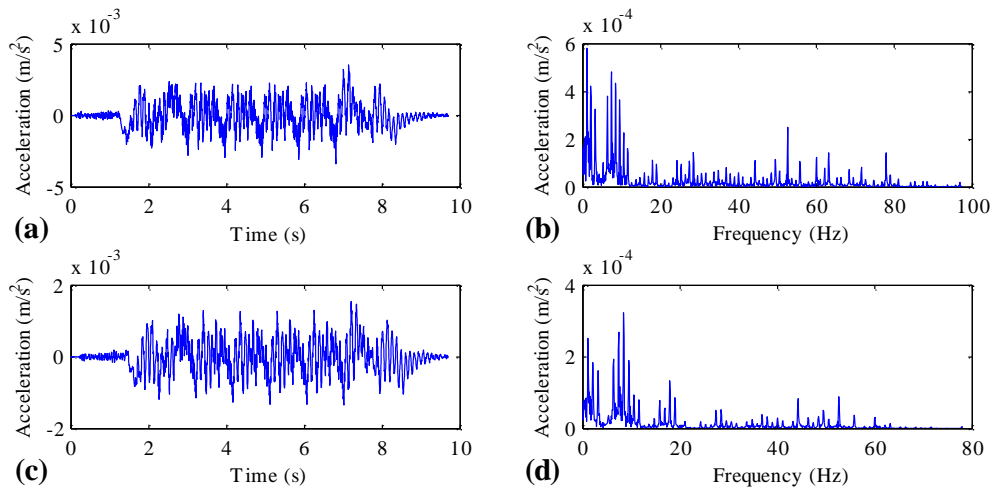 x 10⁻³
Acceleration (m/s²)
5
0
-5
0 2 4 6 8 10
Time (s)
(a)
x 10⁻⁴
Acceleration (m/s²)
6
4
2
0
0 20 40 60 80 100
Frequency (Hz)
(b)
x 10⁻³
Acceleration (m/s²)
2
0
-2
0 2 4 6 8 10
Time (s)
(c)
x 10⁻⁴
Acceleration (m/s²)
4
2
0
0 20 40 60 80
Frequency (Hz)
(d)